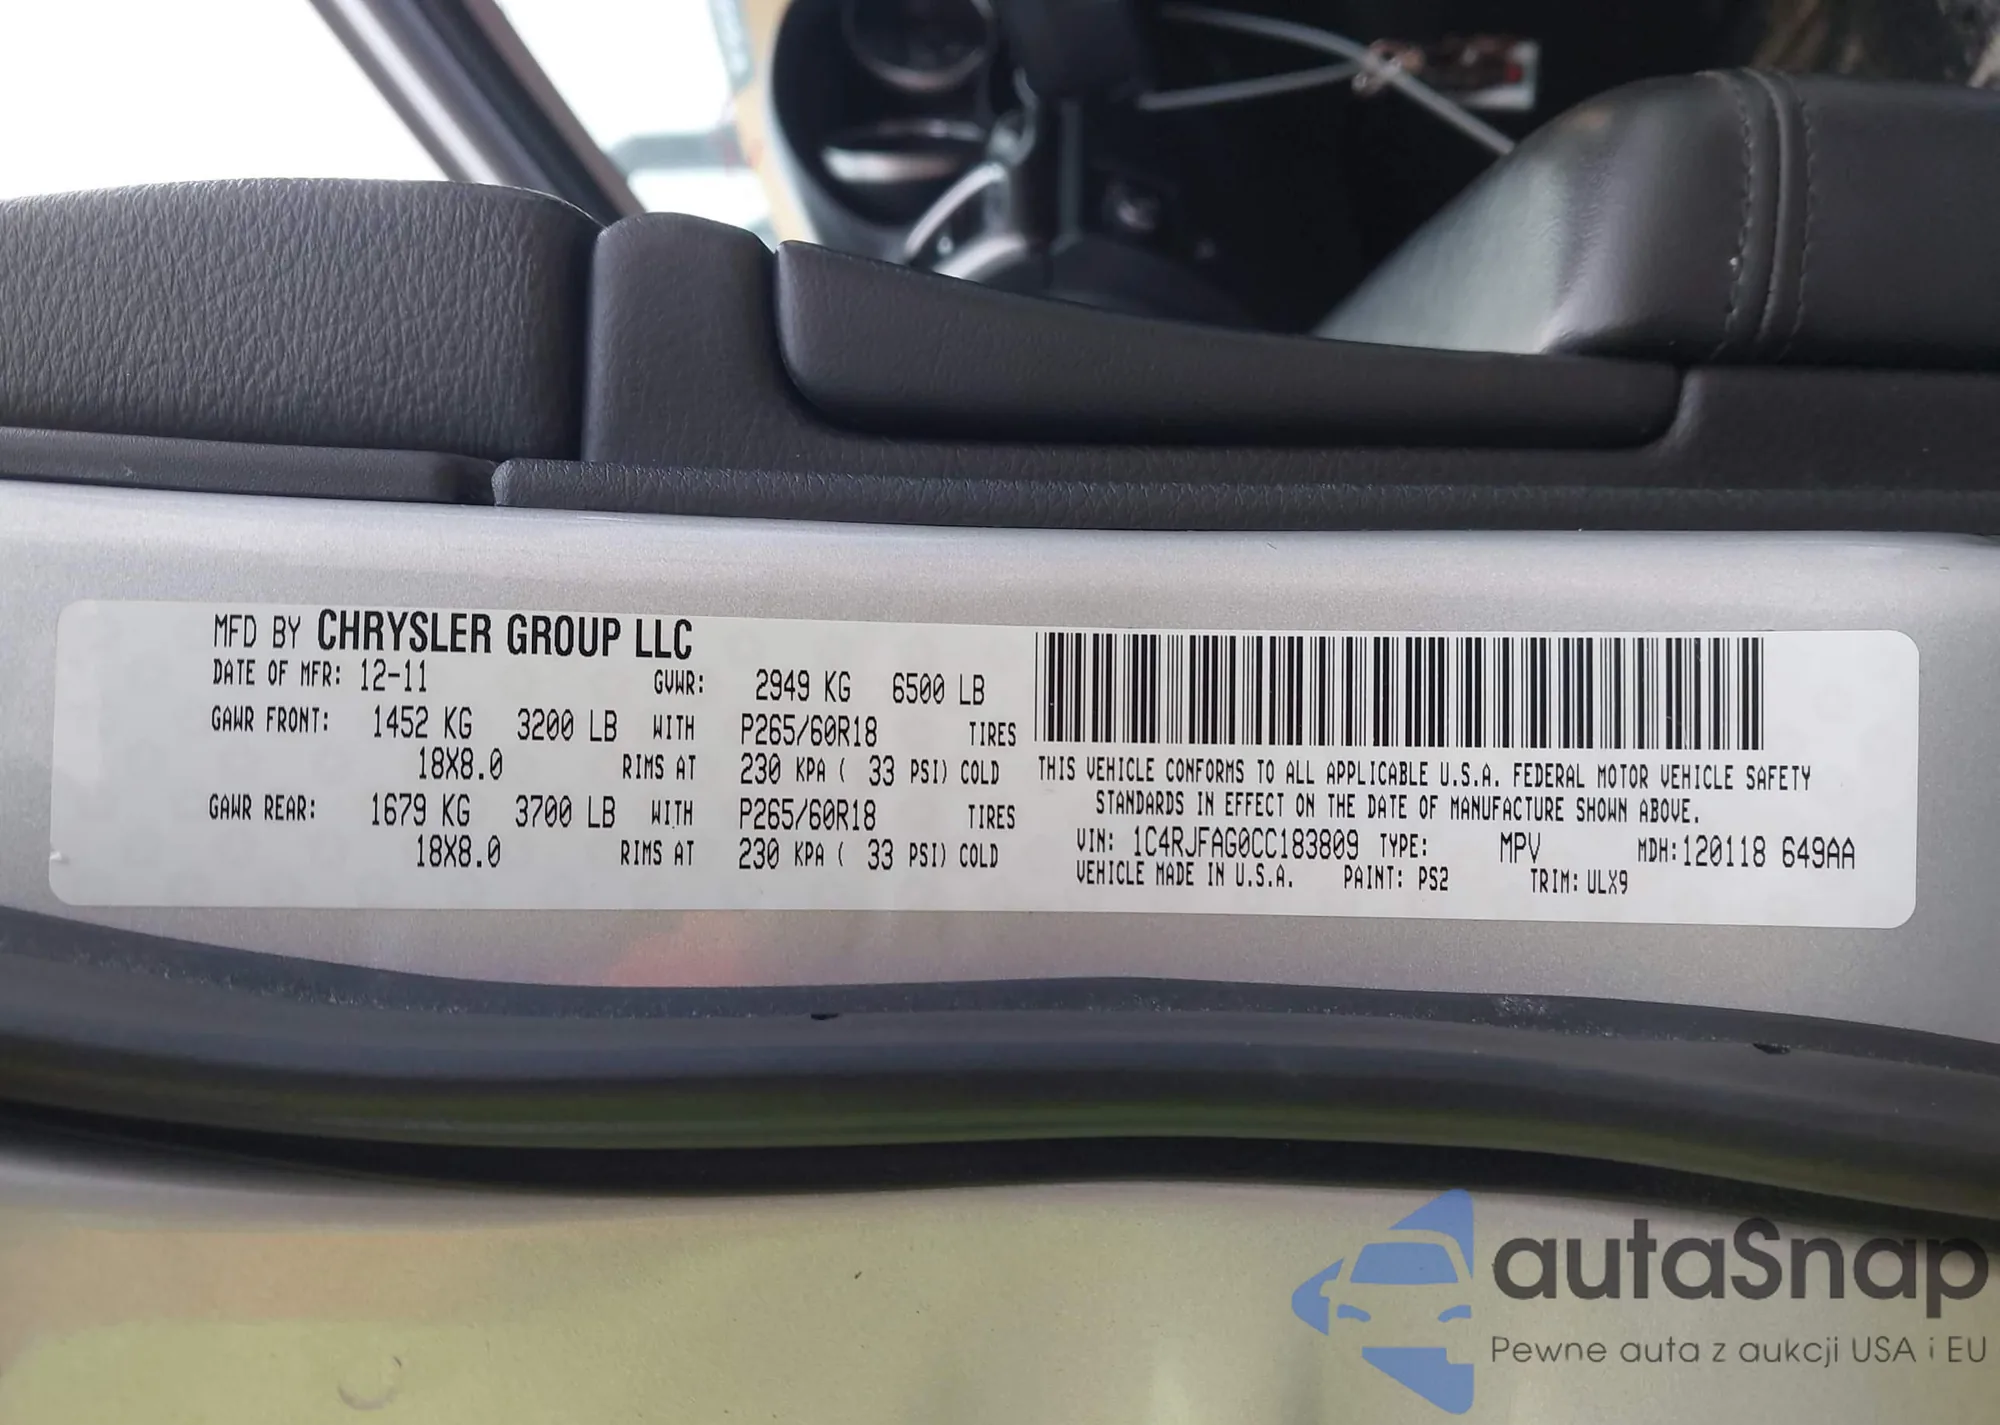 MFD BY CHRYSLER GROUP LLC
DATE OF MFR: 12-11 GVWR: 2949 KG 6500 LB
GAWR FRONT: 1452 KG 3200 LB WITH P265/60R18 TIRES
18X8.0 RIMS AT 230 KPA ( 33 PSI) COLD
GAWR REAR: 1679 KG 3700 LB WITH P265/60R18 TIRES
18X8.0 RIMS AT 230 KPA ( 33 PSI) COLD
THIS VEHICLE CONFORMS TO ALL APPLICABLE U.S.A. FEDERAL MOTOR VEHICLE SAFETY
STANDARDS IN EFFECT ON THE DATE OF MANUFACTURE SHOWN ABOVE.
VIN: 1C4RJFAG0CC183809 TYPE: MPV MDH:120118 649AA
VEHICLE MADE IN U.S.A. PAINT: PS2 TRIM: ULX9
autaSnap
Pewne auta z aukcji USA i EU